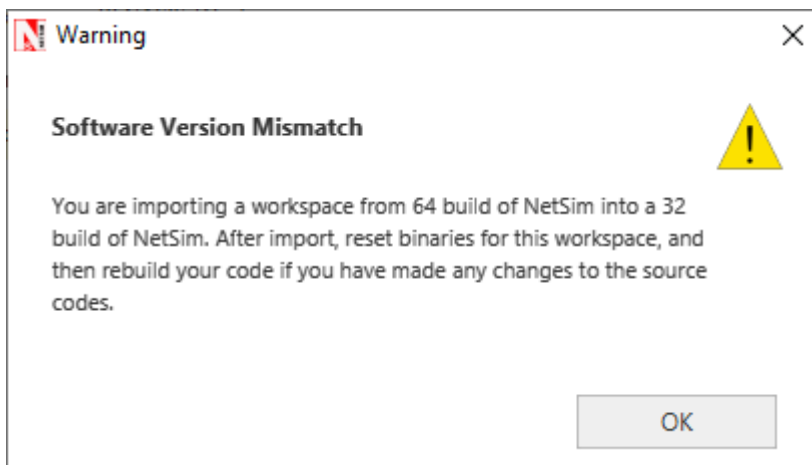 Warning
Software Version Mismatch
You are importing a workspace from 64 build of NetSim into a 32
build of NetSim. After import, reset binaries for this workspace, and
then rebuild your code if you have made any changes to the source
codes.
OK